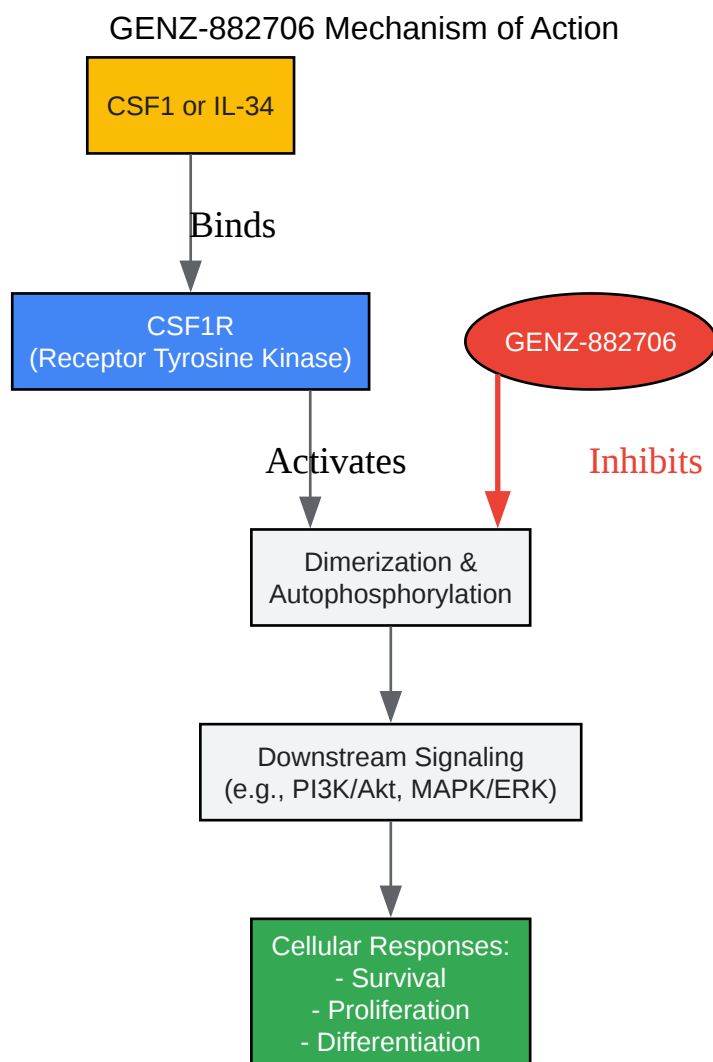 GENZ-882706 Mechanism of Action
CSF1 or IL-34
Binds
CSF1R
(Receptor Tyrosine Kinase)
GENZ-882706
Activates
Inhibits
Dimerization &
Autophosphorylation
Downstream Signaling
(e.g., PI3K/Akt, MAPK/ERK)
Cellular Responses:
- Survival
- Proliferation
- Differentiation